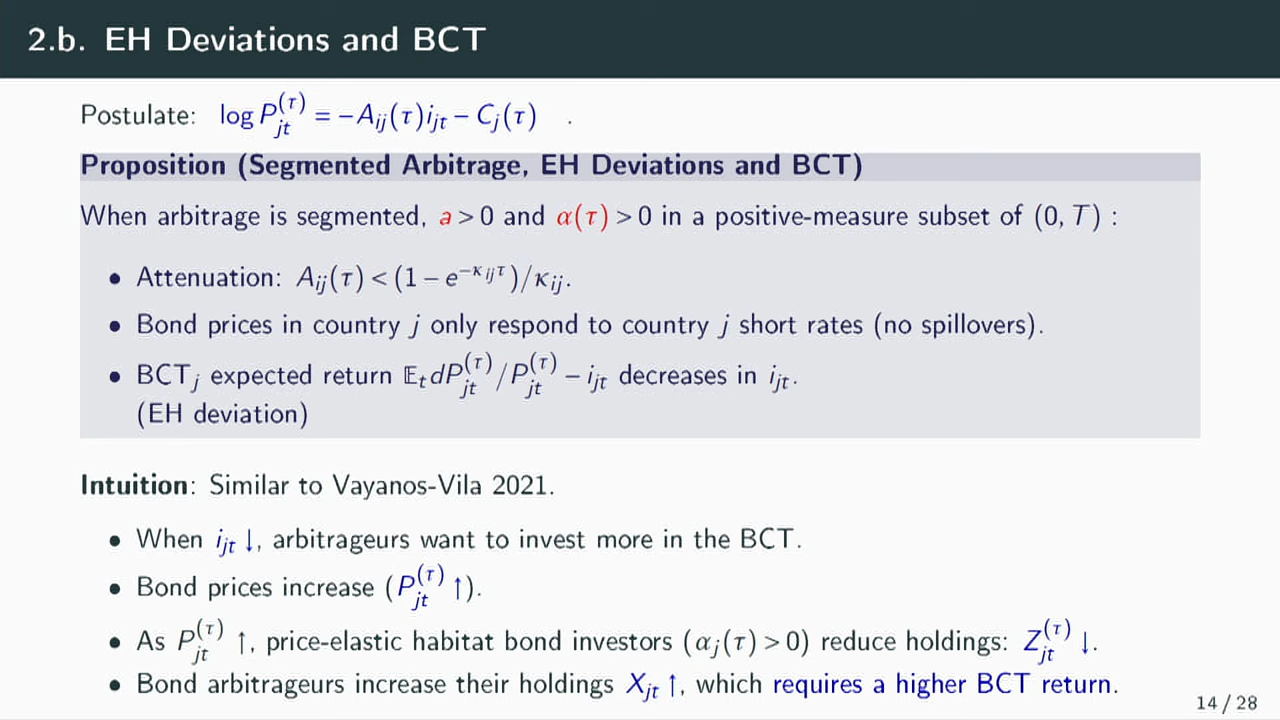 2.b. EH Deviations and BCT
Postulate: log P_{jt}^{(τ)} = −A_{ij}(τ)i_{jt} − C_j(τ) .
Proposition (Segmented Arbitrage, EH Deviations and BCT)
When arbitrage is segmented, a > 0 and α(τ) > 0 in a positive-measure subset of (0, T) :
• Attenuation: A_{ij}(τ) < (1 − e^{−κ_{ij}τ})/κ_{ij}.
• Bond prices in country j only respond to country j short rates (no spillovers).
• BCT_j expected return 𝔼_t dP_{jt}^{(τ)}/P_{jt}^{(τ)} − i_{jt} decreases in i_{jt}.
(EH deviation)
Intuition: Similar to Vayanos-Vila 2021.
• When i_{jt} ↓, arbitrageurs want to invest more in the BCT.
• Bond prices increase (P_{jt}^{(τ)} ↑).
• As P_{jt}^{(τ)} ↑, price-elastic habitat bond investors (α_j(τ) > 0) reduce holdings: Z_{jt}^{(τ)} ↓.
• Bond arbitrageurs increase their holdings X_{jt} ↑, which requires a higher BCT return.
14 / 28